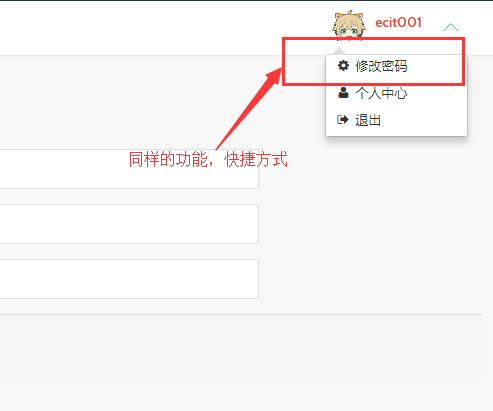 ecit001
修改密码
个人中心
退出
同样的功能，快捷方式